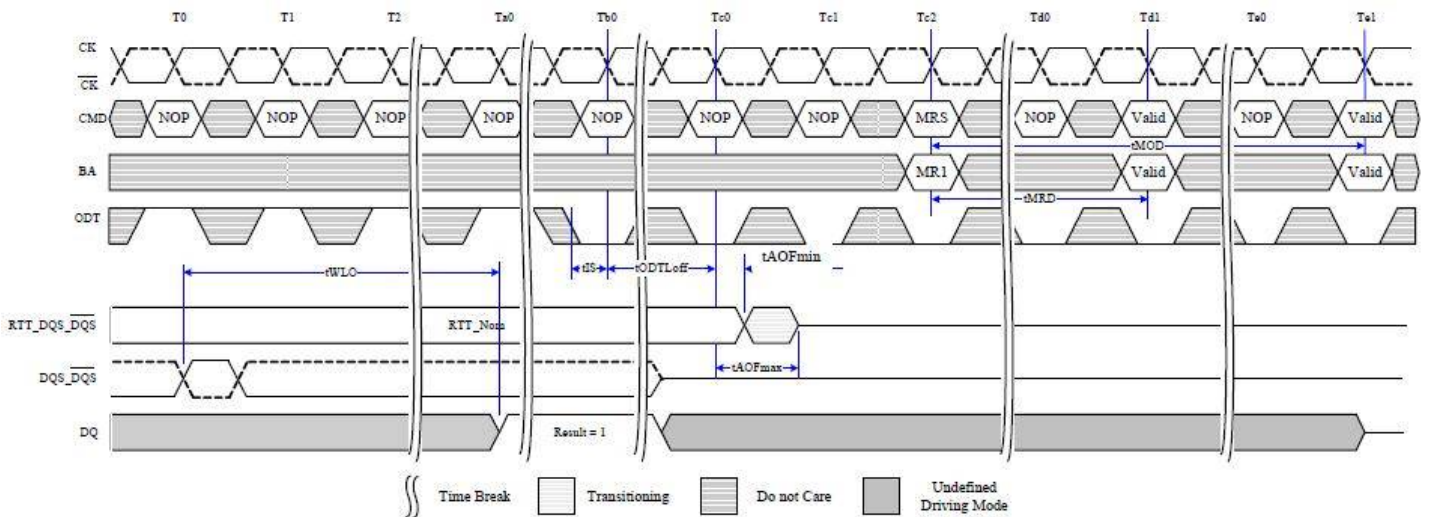 T0 T1 T2 Ta0 Tb0 Tc0 Tc1 Tc2 Td0 Td1 Te0 Te1
CK
CK
CMD NOP NOP NOP NOP NOP NOP NOP MRS NOP Valid NOP Valid
tMOD
BA MR1 Valid Valid
tMRD
ODT
tWLO tIS tODTLoff tAOFmin
RTT_DQS_DQS RTT_Nom
tAOFmax
DQS_DQS
DQ Result = 1
Time Break Transitioning Do not Care Undefined
Driving Mode